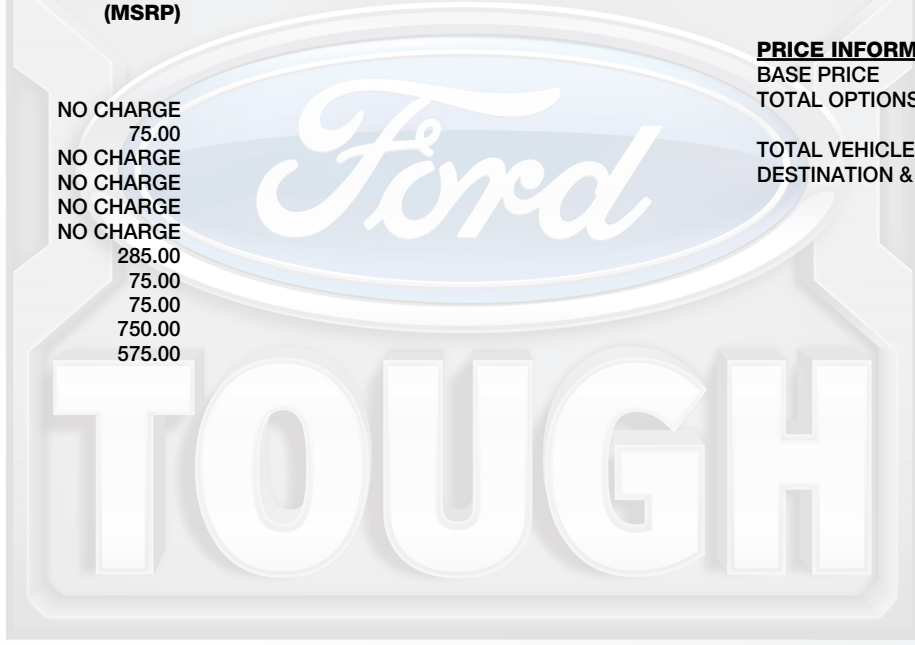 (MSRP)
NO CHARGE
75.00
NO CHARGE
NO CHARGE
NO CHARGE
NO CHARGE
285.00
75.00
75.00
750.00
575.00
PRICE INFORM
BASE PRICE
TOTAL OPTIONS
TOTAL VEHICLE
DESTINATION &
Ford
TOUGH